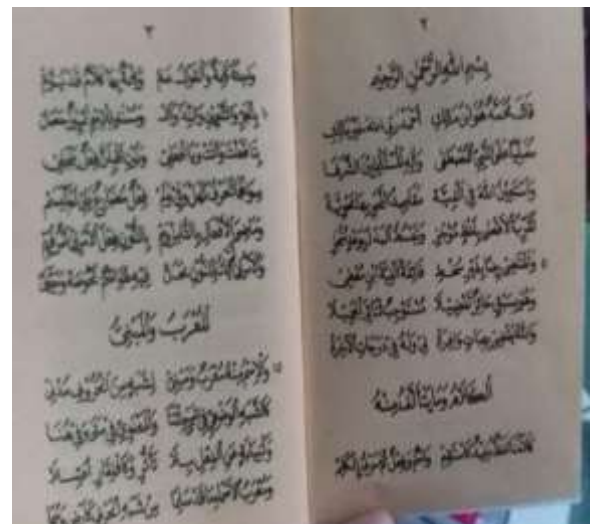 ٢
بسم الله الرحمن الرحيم
قال محمد هو ابن مالك أحمد ربي الله خير مالك
مصليا على النبي المصطفى وآله المستكملين الشرفا
وأستعين الله في ألفيه مقاصد النحو بها محويه
تقرب الأقصى بلفظ موجز وتبسط البذل بوعد منجز
٥ وتقتضي رضا بغير سخط فائقة ألفية ابن معطي
وهو بسبق حائز تفضيلا مستوجب ثنائي الجميلا
والله يقضي بهبات وافره لي وله في درجات الآخره
الكلام وما يتألف منه
كلامنا لفظ مفيد كاستقم واسم وفعل ثم حرف الكلم
٣
واحده كلمة والقول عم وكلمة بها كلام قد يؤم
١٠ بالجر والتنوين والندا وأل ومسند للاسم تمييز حصل
بتا فعلت وأتت ويا افعلي ونون أقبلن فعل ينجلي
سواهما الحرف كهل وفي ولم فعل مضارع يلي لم كيشم
وماضي الأفعال بالتا مز وسم بالنون فعل الأمر إن أمر فهم
والأمر إن لم يك للنون محل فيه هو اسم نحو صه وحيهل
المعرب والمبني
١٥ والاسم منه معرب ومبني لشبه من الحروف مدني
كالشبه الوضعي في اسمي جئتنا والمعنوي في متى وفي هنا
وكنيابة عن الفعل بلا تأثر وكافتقار أصلا
ومعرب الأسماء ما قد سلما من شبه الحرف كأرض وسما